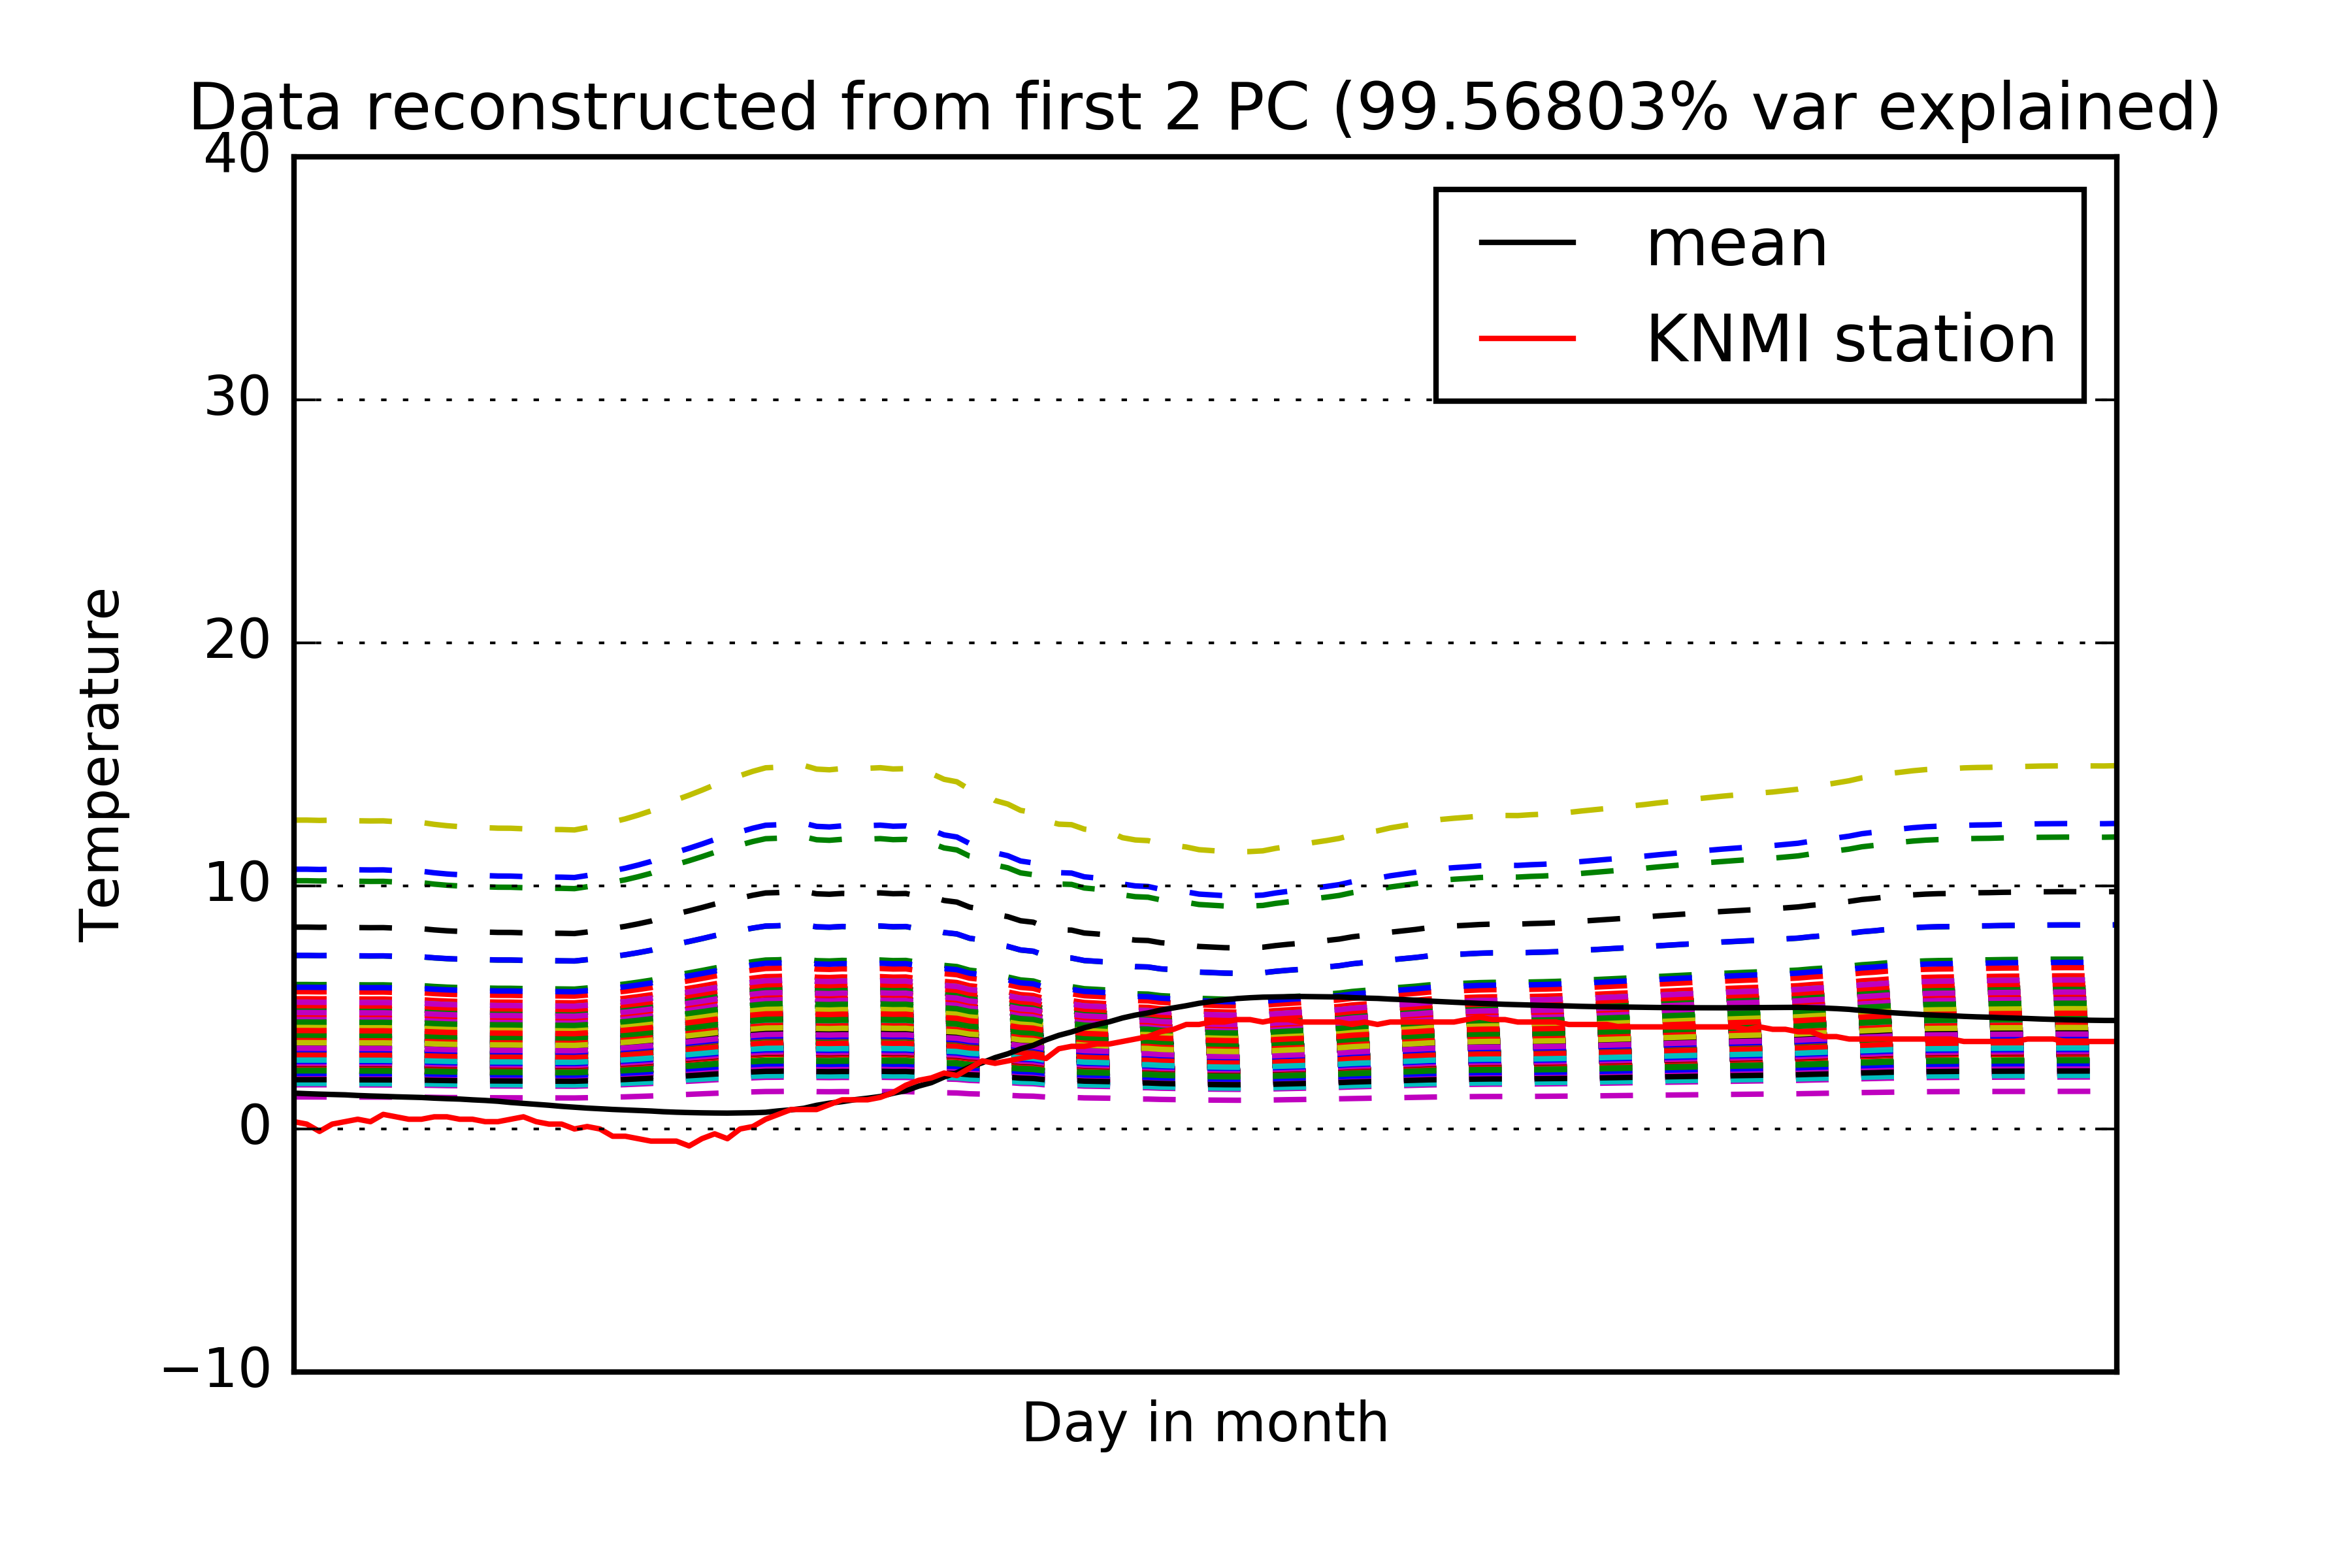 Data reconstructed from first 2 PC (99.56803% var explained)
40
30
20
10
0
−10
Temperature
mean
KNMI station
Day in month